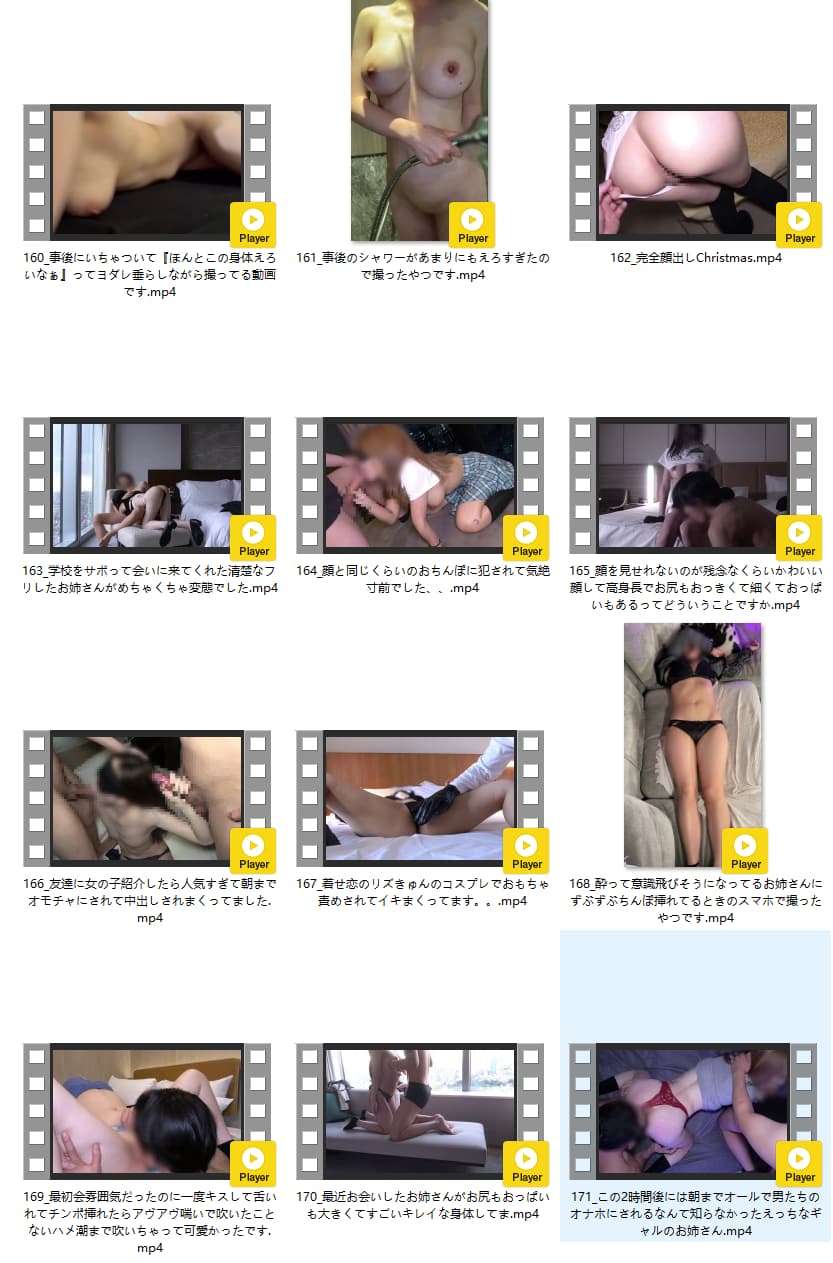 Player
Player
Player
160_事後にいちゃついて『ほんとこの身体えろ
いなぁ』ってヨダレ垂らしながら撮ってる動画
です.mp4
161_事後のシャワーがあまりにもえろすぎたの
で撮ったやつです.mp4
162_完全顔出しChristmas.mp4
Player
Player
Player
163_学校をサボって会いに来てくれた清楚なフ
リしたお姉さんがめちゃくちゃ変態でした.mp4
164_顔と同じくらいのおちんぽに犯されて気絶
寸前でした、、.mp4
165_顔を見せれないのが残念なくらいかわいい
顔して高身長でお尻もおっきくて細くておっぱ
いもあるってどういうことですか.mp4
Player
Player
Player
166_友達に女の子紹介したら人気すぎて朝まで
オモチャにされて中出しされまくってました.
mp4
167_着せ恋のリズきゅんのコスプレでおもちゃ
責めされてイキまくってます。。.mp4
168_酔って意識飛びそうになってるお姉さんに
ずぶずぶちんぽ挿れてるときのスマホで撮った
やつです.mp4
Player
Player
Player
169_最初会雰囲気だったのに一度キスして舌い
れてチンポ挿れたらアヴアヴ喘いで吹いたこと
ないハメ潮まで吹いちゃって可愛かったです.
mp4
170_最近お会いしたお姉さんがお尻もおっぱい
も大きくてすごいキレイな身体してま.mp4
171_この2時間後には朝までオールで男たちの
オナホにされるなんて知らなかったえっちなギ
ャルのお姉さん.mp4